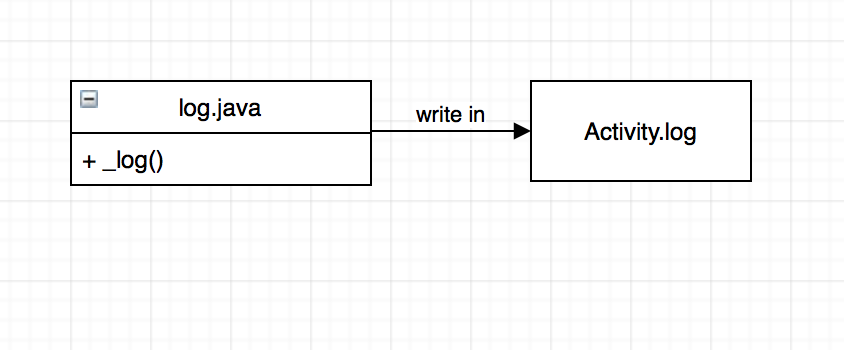 log.java
+ _log()
write in
Activity.log